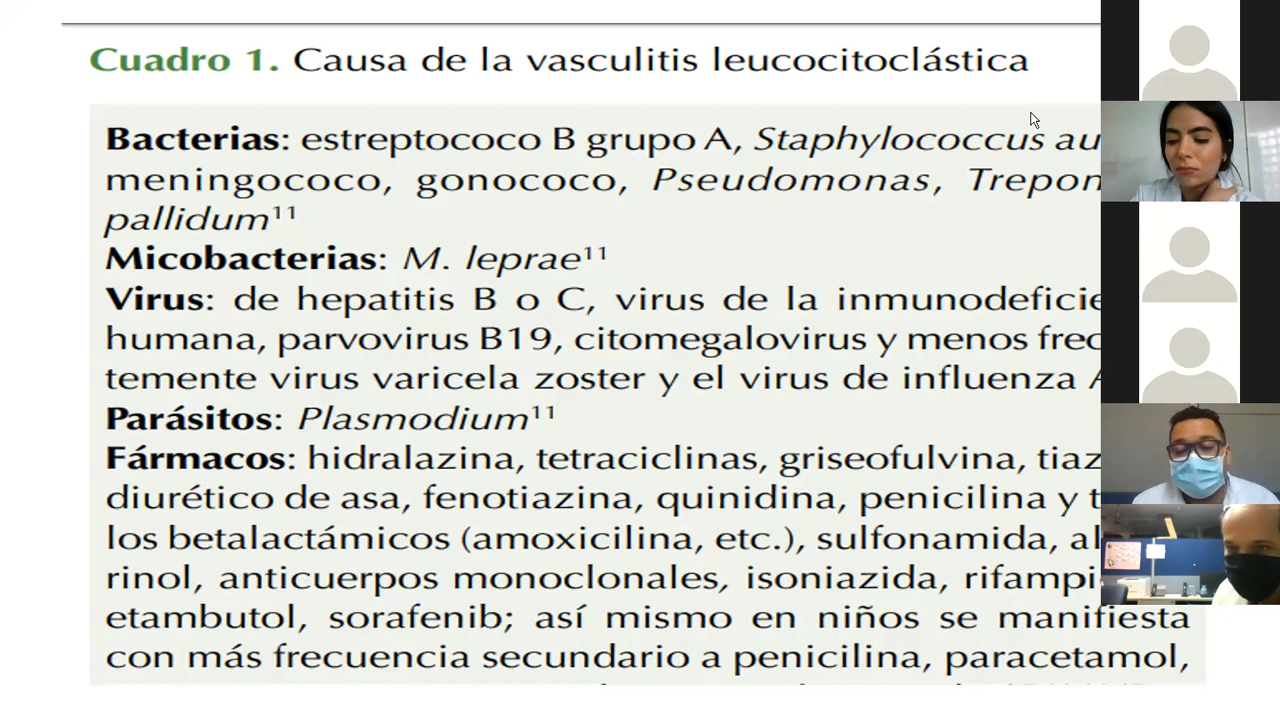 Cuadro 1. Causa de la vasculitis leucocitoclástica
Bacterias: estreptococo B grupo A, Staphylococcus au
meningococo, gonococo, Pseudomonas, Trepon
pallidum¹¹
Micobacterias: M. leprae¹¹
Virus: de hepatitis B o C, virus de la inmunodeficie
humana, parvovirus B19, citomegalovirus y menos frec
temente virus varicela zoster y el virus de influenza A
Parásitos: Plasmodium¹¹
Fármacos: hidralazina, tetraciclinas, griseofulvina, tiaz
diurético de asa, fenotiazina, quinidina, penicilina y t
los betalactámicos (amoxicilina, etc.), sulfonamida, al
rinol, anticuerpos monoclonales, isoniazida, rifampi
etambutol, sorafenib; así mismo en niños se manifiesta
con más frecuencia secundario a penicilina, paracetamol,